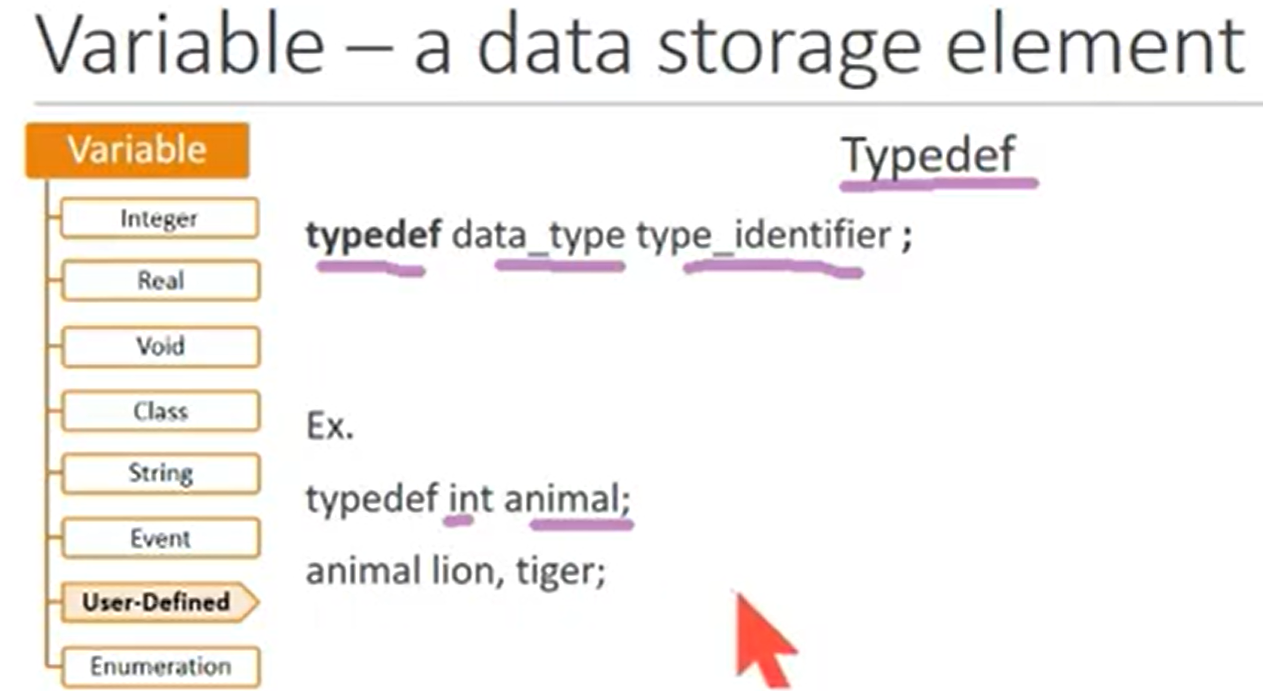 Variable – a data storage element
Variable
Integer
Real
Void
Class
String
Event
User-Defined
Enumeration
Typedef
typedef data_type type_identifier ;
Ex.
typedef int animal;
animal lion, tiger;